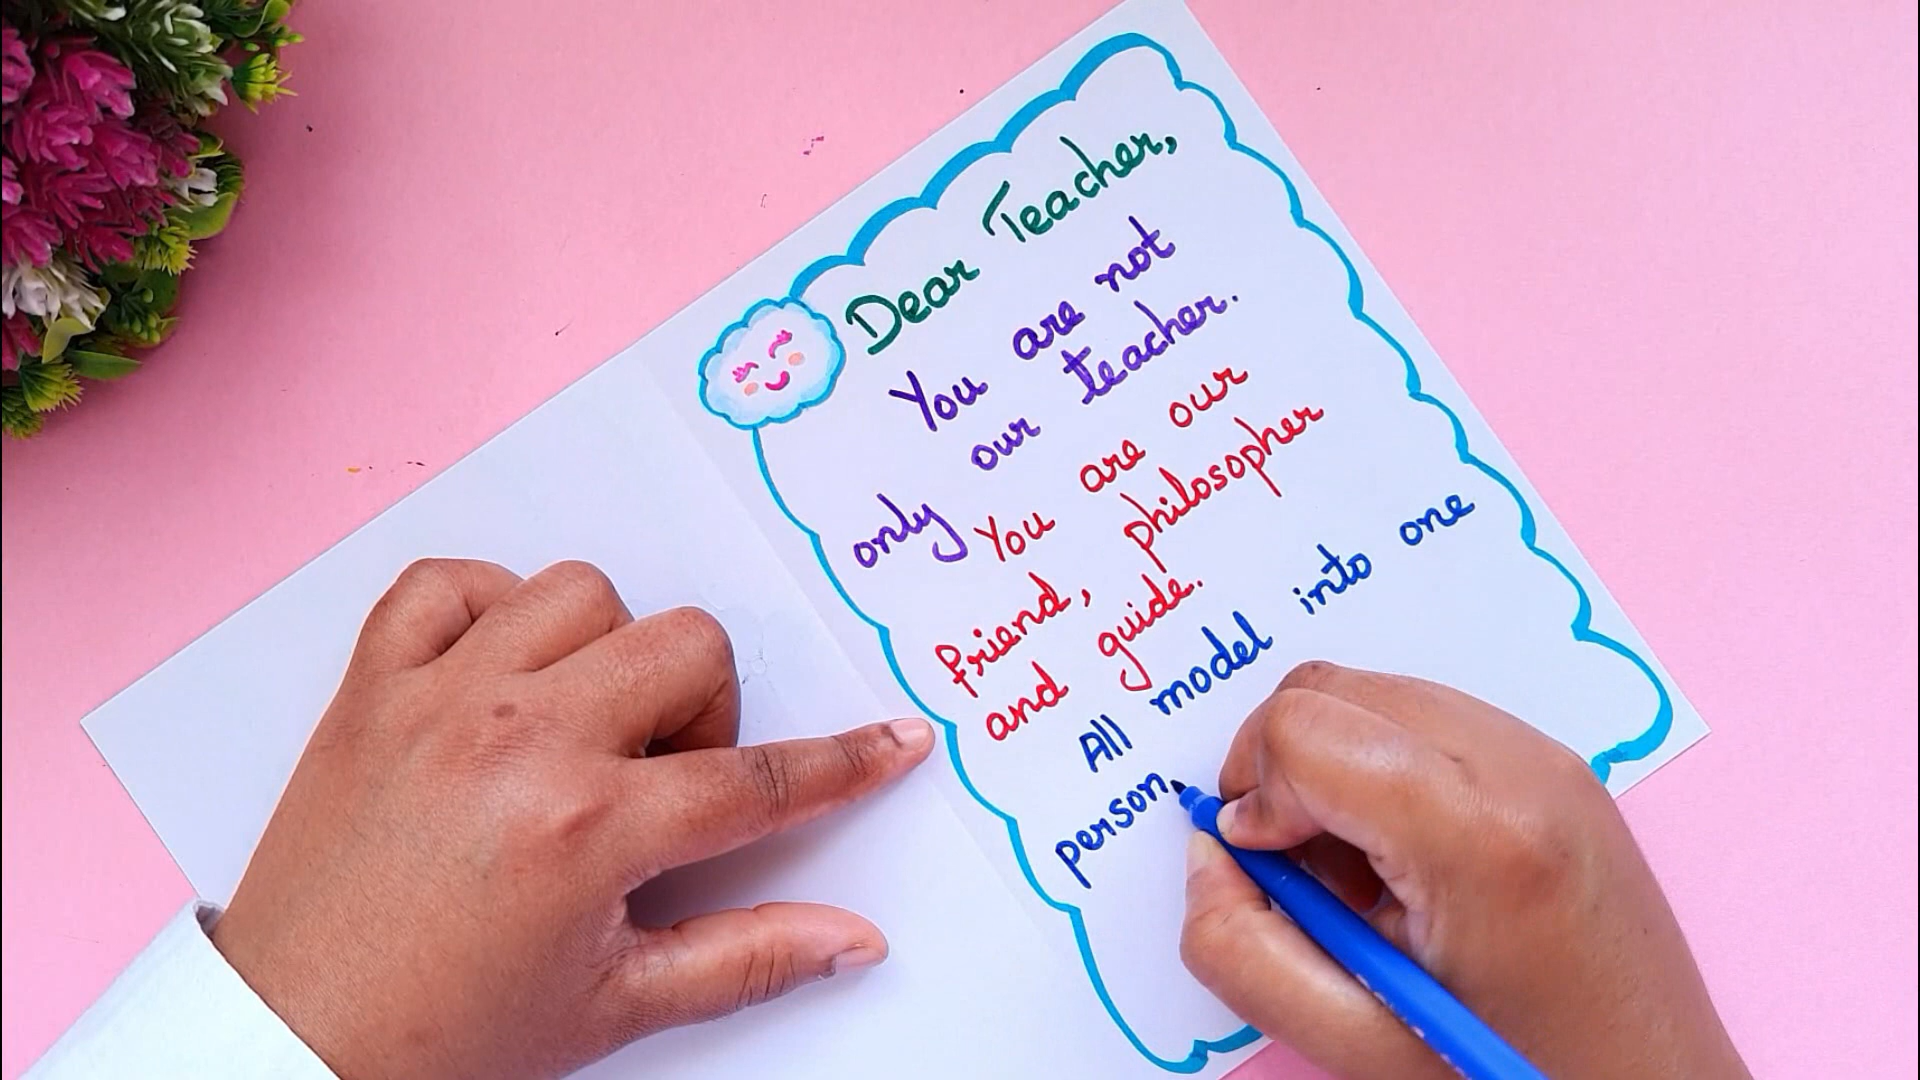 Dear Teacher,
You are not
only our teacher.
You are our
friend, philosopher
and guide.
All model into one
person